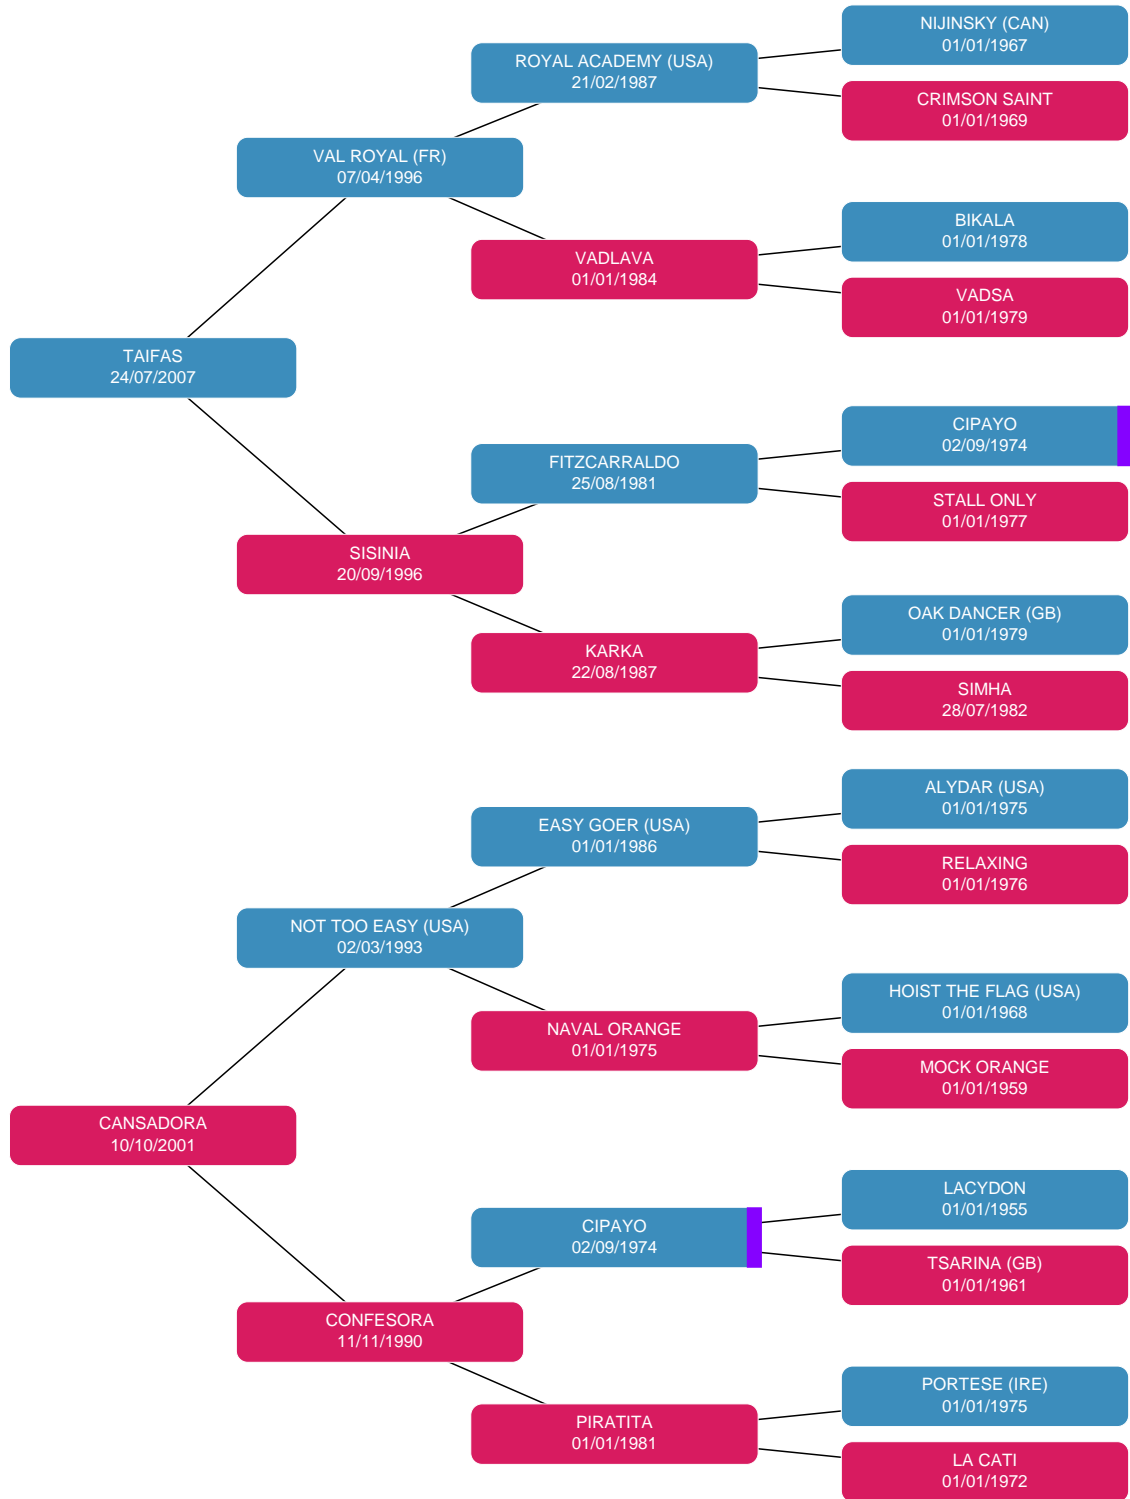 NIJINSKY (CAN)
01/01/1967
ROYAL ACADEMY (USA)
21/02/1987
CRIMSON SAINT
01/01/1969
VAL ROYAL (FR)
07/04/1996
BIKALA
01/01/1978
VADLAVA
01/01/1984
VADSA
01/01/1979
TAIFAS
24/07/2007
CIPAYO
02/09/1974
FITZCARRALDO
25/08/1981
STALL ONLY
01/01/1977
SISINIA
20/09/1996
OAK DANCER (GB)
01/01/1979
KARKA
22/08/1987
SIMHA
28/07/1982
ALYDAR (USA)
01/01/1975
EASY GOER (USA)
01/01/1986
RELAXING
01/01/1976
NOT TOO EASY (USA)
02/03/1993
HOIST THE FLAG (USA)
01/01/1968
NAVAL ORANGE
01/01/1975
MOCK ORANGE
01/01/1959
CANSADORA
10/10/2001
LACYDON
01/01/1955
CIPAYO
02/09/1974
TSARINA (GB)
01/01/1961
CONFESORA
11/11/1990
PORTESE (IRE)
01/01/1975
PIRATITA
01/01/1981
LA CATI
01/01/1972